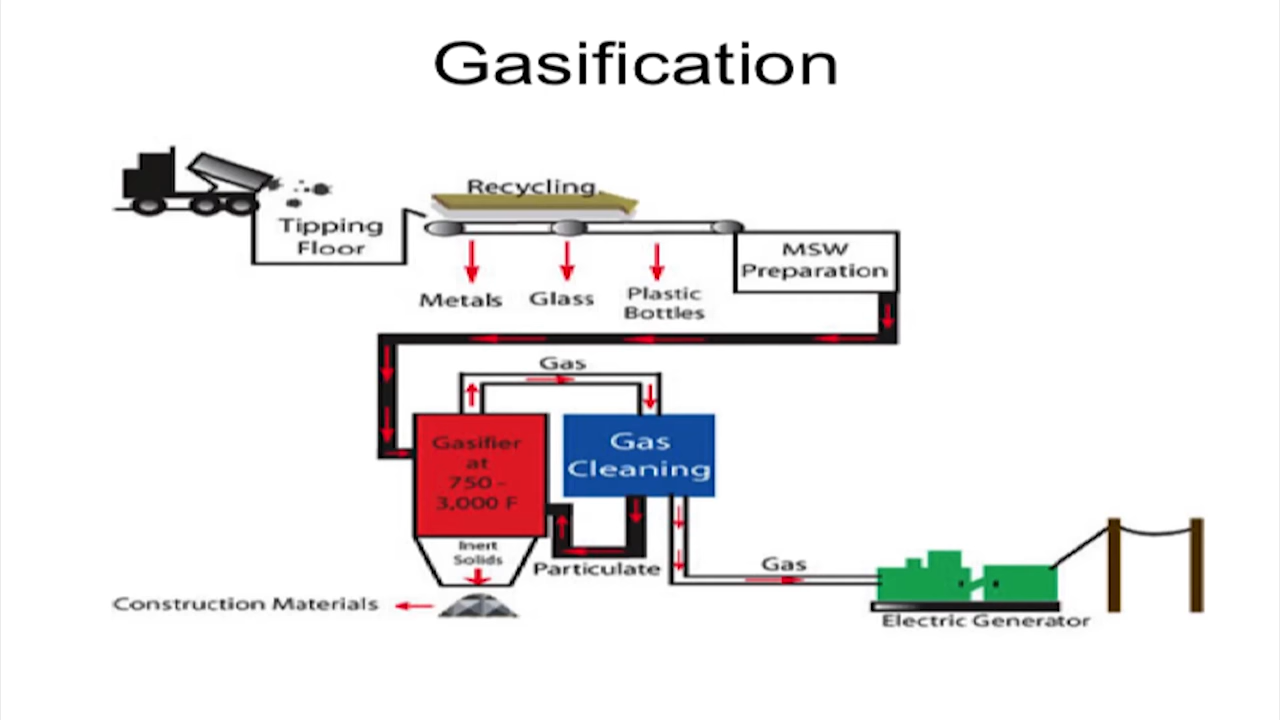 Gasification
Recycling
Tipping
Floor
MSW
Preparation
Metals
Glass
Plastic
Bottles
Gas
Gasifier
at
750 -
3,000 F
Gas
Cleaning
Inert
Solids
Particulate
Gas
Construction Materials
Electric Generator